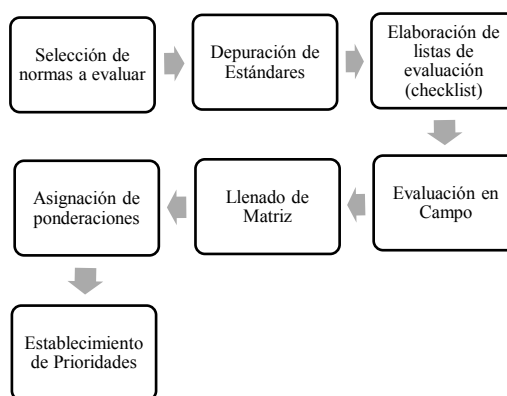 Selección de
normas a evaluar
Depuración de
Estándares
Elaboración de
listas de
evaluación
(checklist)
Evaluación en
Campo
Llenado de
Matriz
Asignación de
ponderaciones
Establecimiento
de Prioridades